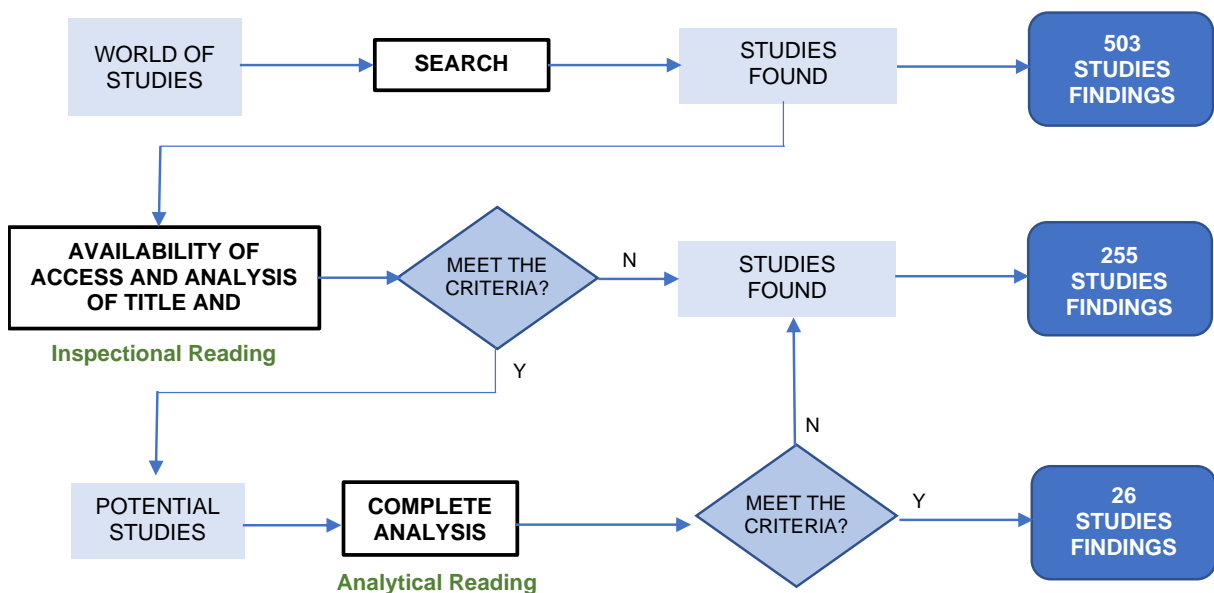 WORLD OF
STUDIES
SEARCH
STUDIES
FOUND
503
STUDIES
FINDINGS
AVAILABILITY OF
ACCESS AND ANALYSIS
OF TITLE AND
Inspectional Reading
MEET THE
CRITERIA?
N
Y
STUDIES
FOUND
255
STUDIES
FINDINGS
POTENTIAL
STUDIES
COMPLETE
ANALYSIS
Analytical Reading
MEET THE
CRITERIA?
N
Y
26
STUDIES
FINDINGS